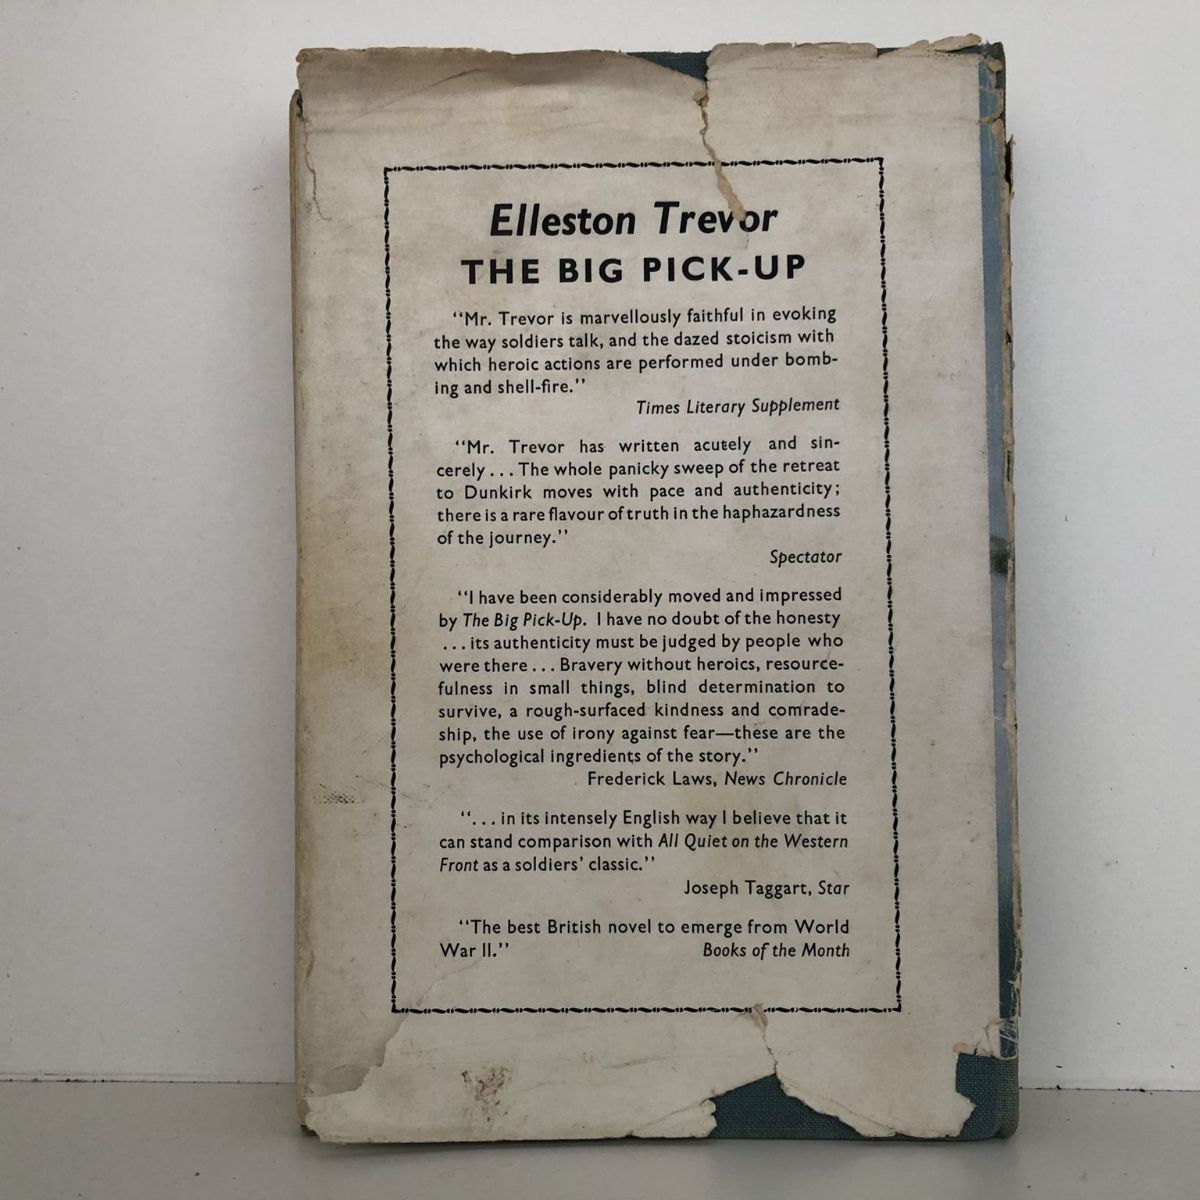 Elleston Trevor
THE BIG PICK-UP
"Mr. Trevor is marvellously faithful in evoking
the way soldiers talk, and the dazed stoicism with
which heroic actions are performed under bomb-
ing and shell-fire."
Times Literary Supplement
"Mr. Trevor has written acutely and sin-
cerely . . . The whole panicky sweep of the retreat
to Dunkirk moves with pace and authenticity;
there is a rare flavour of truth in the haphazardness
of the journey."
Spectator
"I have been considerably moved and impressed
by The Big Pick-Up. I have no doubt of the honesty
. . . its authenticity must be judged by people who
were there . . . Bravery without heroics, resource-
fulness in small things, blind determination to
survive, a rough-surfaced kindness and comrade-
ship, the use of irony against fear—these are the
psychological ingredients of the story."
Frederick Laws, News Chronicle
". . . in its intensely English way I believe that it
can stand comparison with All Quiet on the Western
Front as a soldiers' classic."
Joseph Taggart, Star
"The best British novel to emerge from World
War II." Books of the Month